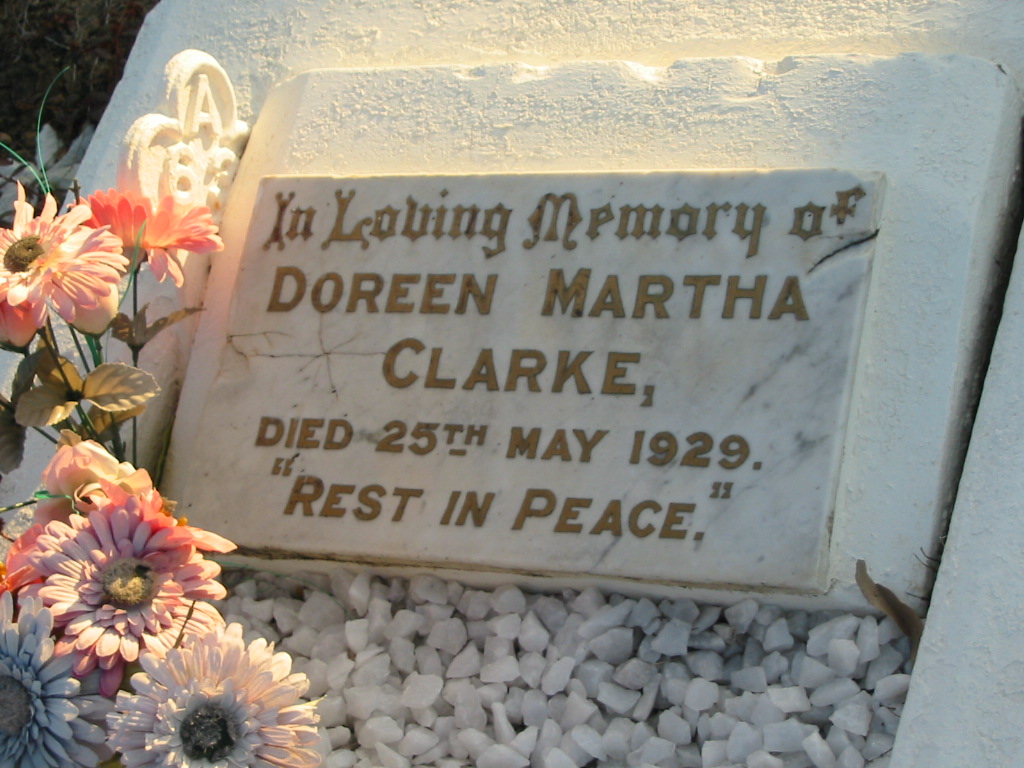 A
In Loving Memory of
DOREEN MARTHA
CLARKE,
DIED 25TH MAY 1929.
"REST IN PEACE."